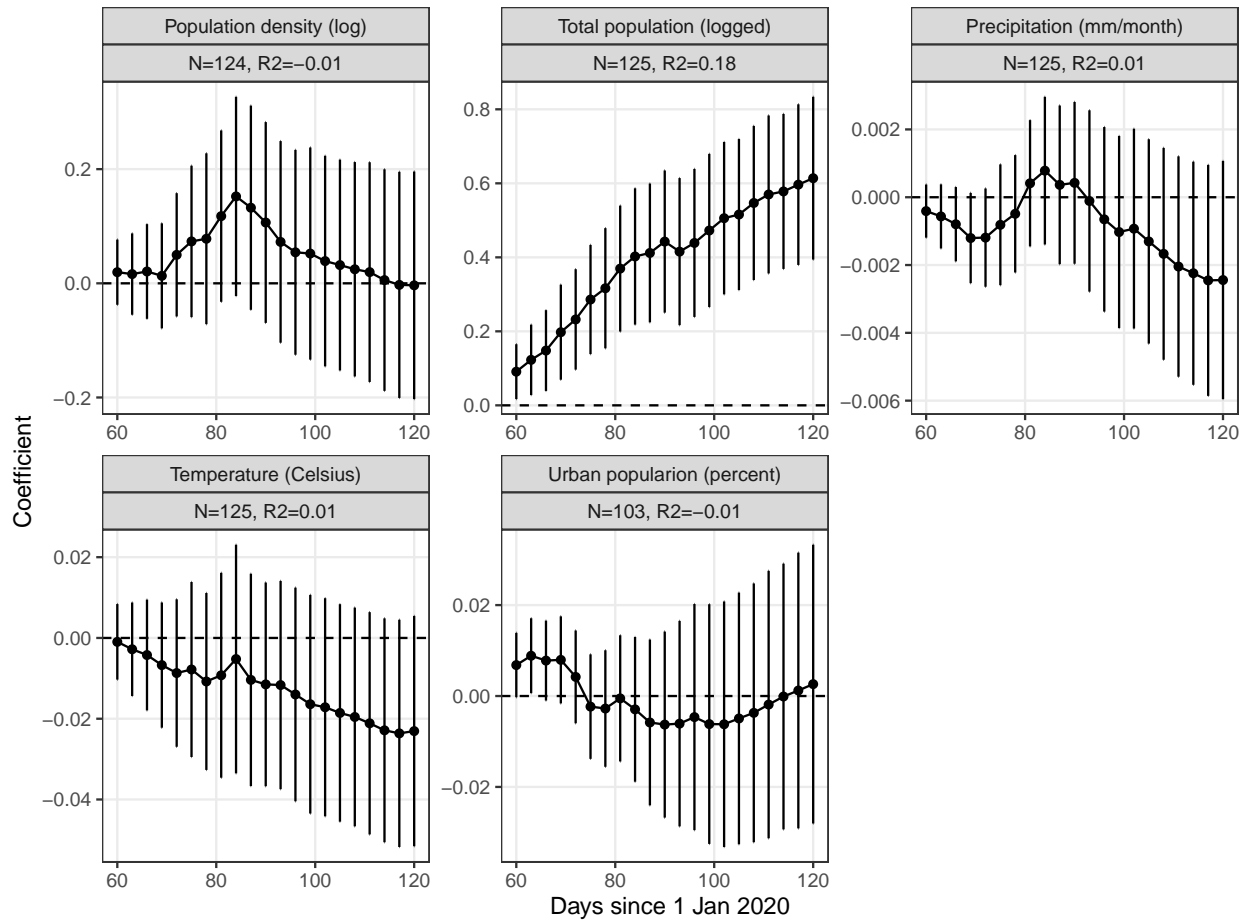 Population density (log)
N=124, R2=−0.01
0.2
0.0
−0.2
60 80 100 120
Total population (logged)
N=125, R2=0.18
0.8
0.6
0.4
0.2
0.0
60 80 100 120
Precipitation (mm/month)
N=125, R2=0.01
0.002
0.000
−0.002
−0.004
−0.006
60 80 100 120
Coefficient
Temperature (Celsius)
N=125, R2=0.01
0.02
0.00
−0.02
−0.04
60 80 100 120
Urban popularion (percent)
N=103, R2=−0.01
0.02
0.00
−0.02
60 80 100 120
Days since 1 Jan 2020